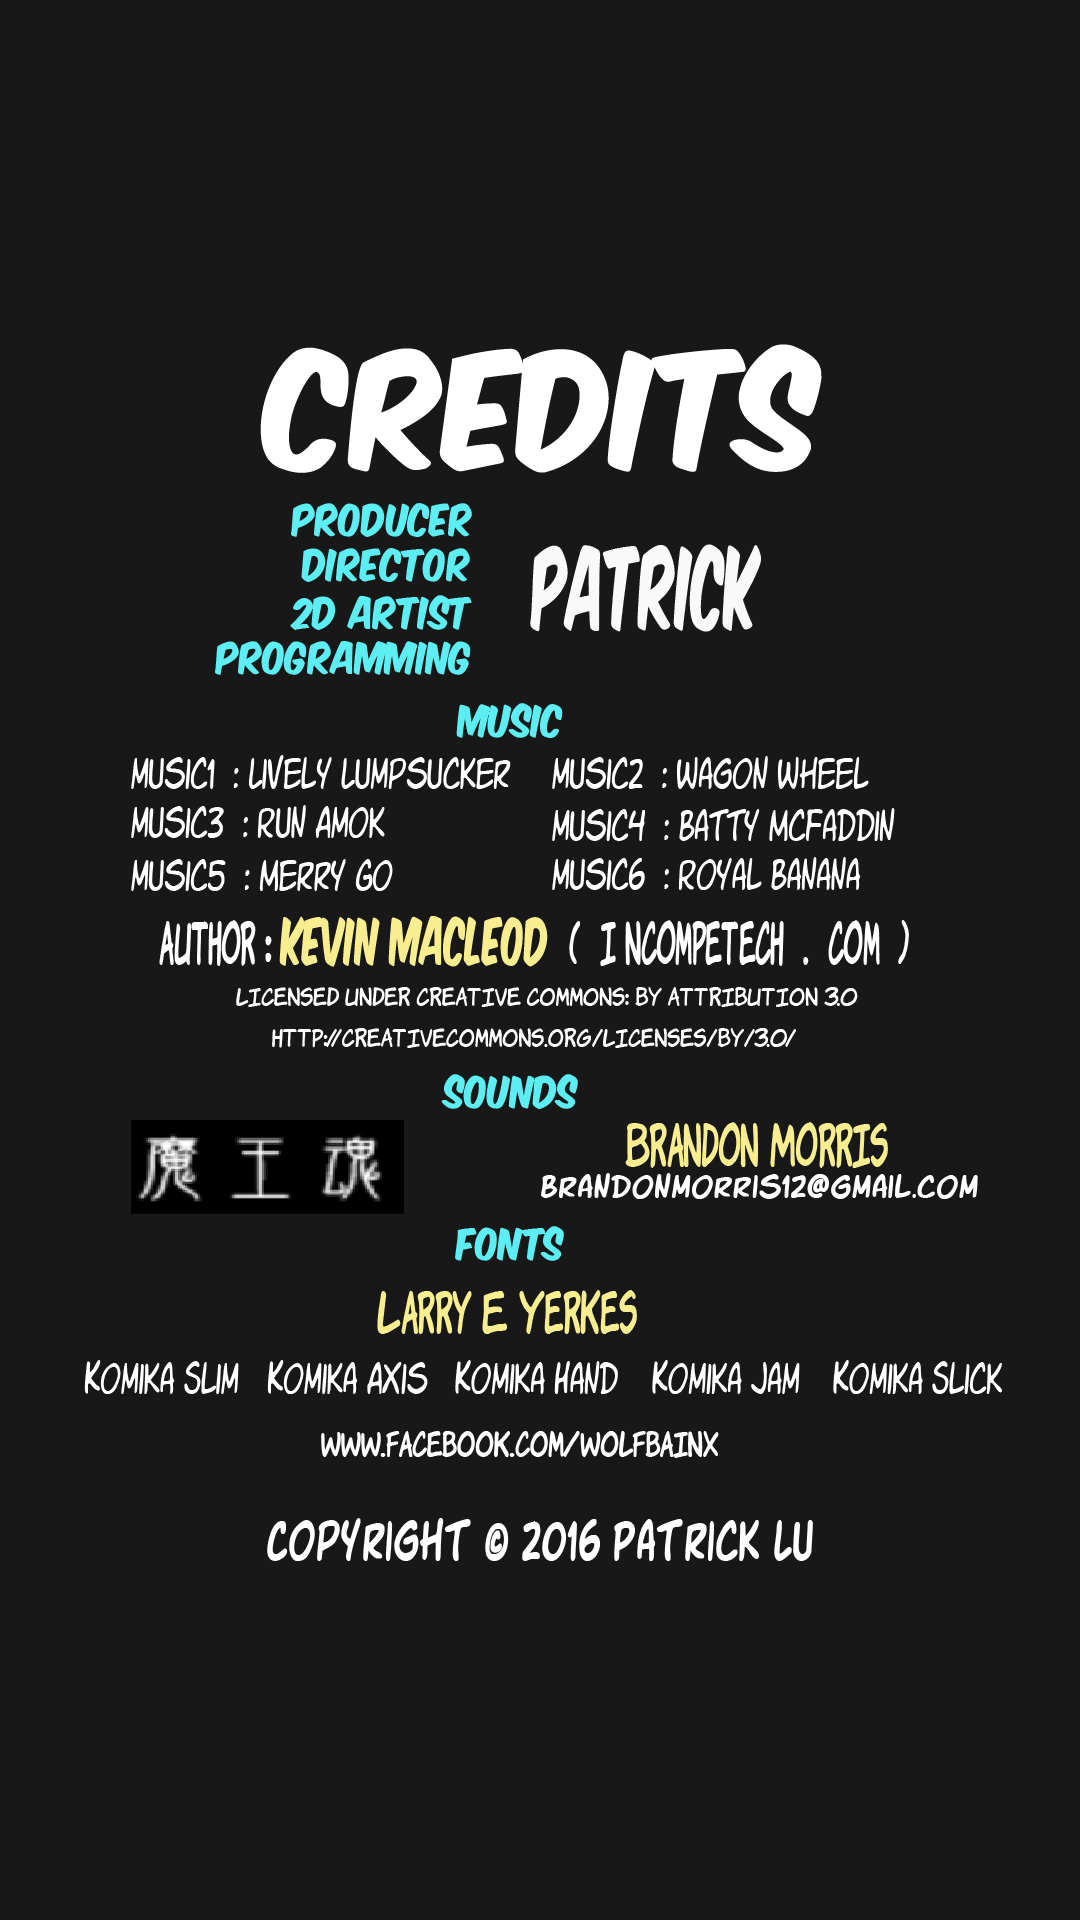 CREDITS
PRODUCER
DIRECTOR
2D ARTIST
PROGRAMMING
PATRICK
MUSIC
MUSIC1 : LIVELY LUMPSUCKER
MUSIC2 : WAGON WHEEL
MUSIC3 : RUN AMOK
MUSIC4 : BATTY MCFADDIN
MUSIC5 : MERRY GO
MUSIC6 : ROYAL BANANA
AUTHOR : KEVIN MACLEOD ( INCOMPETECH . COM )
LICENSED UNDER CREATIVE COMMONS: BY ATTRIBUTION 3.0
HTTP://CREATIVECOMMONS.ORG/LICENSES/BY/3.0/
SOUNDS
魔王魂
BRANDON MORRIS
BRANDONMORRIS12@GMAIL.COM
FONTS
LARRY E YERKES
KOMIKA SLIM KOMIKA AXIS KOMIKA HAND KOMIKA JAM KOMIKA SLICK
WWW.FACEBOOK.COM/WOLFBAINX
COPYRIGHT © 2016 PATRICK LU